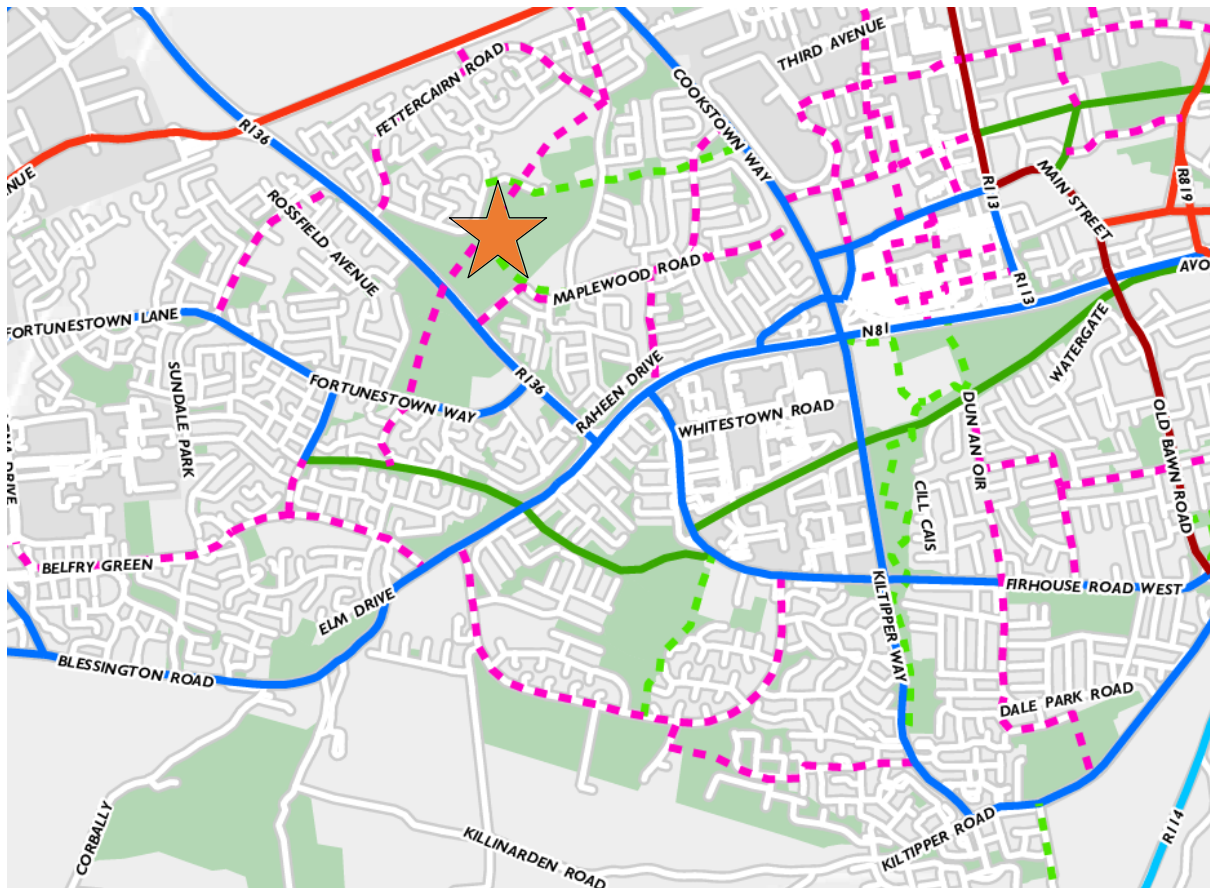 THIRD AVENUE
FETTERCAIRN ROAD
COOKSTOWN WAY
R136
NUE
ROSSFIELD AVENUE
R113
MAIN STREET
R819
MAPLEWOOD ROAD
R113
AVO
FORTUNESTOWN LANE
N81
WATERGATE
SUNDALE PARK
FORTUNESTOWN WAY
R136
RAHEEN DRIVE
WHITESTOWN ROAD
DUN AN OIR
OLD BAWN ROAD
DRIVE
CILL CAIS
BELFRY GREEN
ELM DRIVE
KILTIPPER WAY
FIRHOUSE ROAD WEST
BLESSINGTON ROAD
DALE PARK ROAD
CORBALLY
KILLINARDEN ROAD
KILTIPPER ROAD
R114